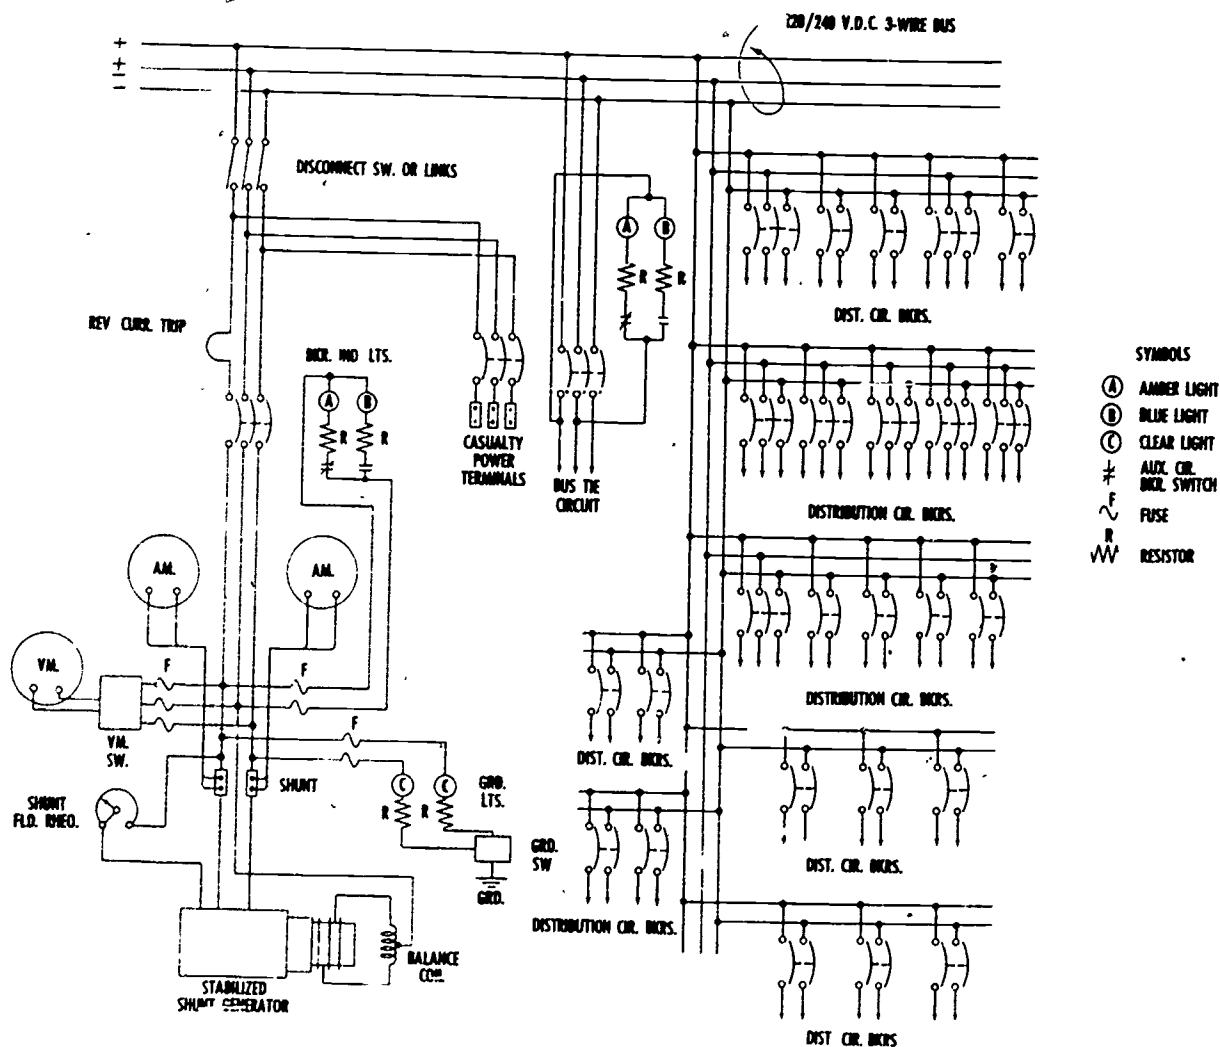 120/240 V.D.C. 3-WIRE BUS
+
±
−
DISCONNECT SW. OR LINKS
A
B
R
R
DIST. CIR. BKRS.
REV CURR. TRIP
BKR. IND LTS.
A
B
R
R
SYMBOLS
A AMBER LIGHT
B BLUE LIGHT
C CLEAR LIGHT
AUX. CIR.
BKR. SWITCH
F
FUSE
R
RESISTOR
CASUALTY
POWER
TERMINALS
BUS TIE
CIRCUIT
DISTRIBUTION CIR. BKRS.
AM.
AM.
VM.
F
F
DISTRIBUTION CIR. BKRS.
VM.
SW.
F
DIST. CIR. BKRS.
SHUNT
C
C
GRD.
LTS.
R
R
SHUNT
FLD. RHEO.
GRD.
SW
GRD.
DIST. CIR. BKRS.
DISTRIBUTION CIR. BKRS.
BALANCE
COIL
STABILIZED
SHUNT GENERATOR
DIST CIR. BKRS